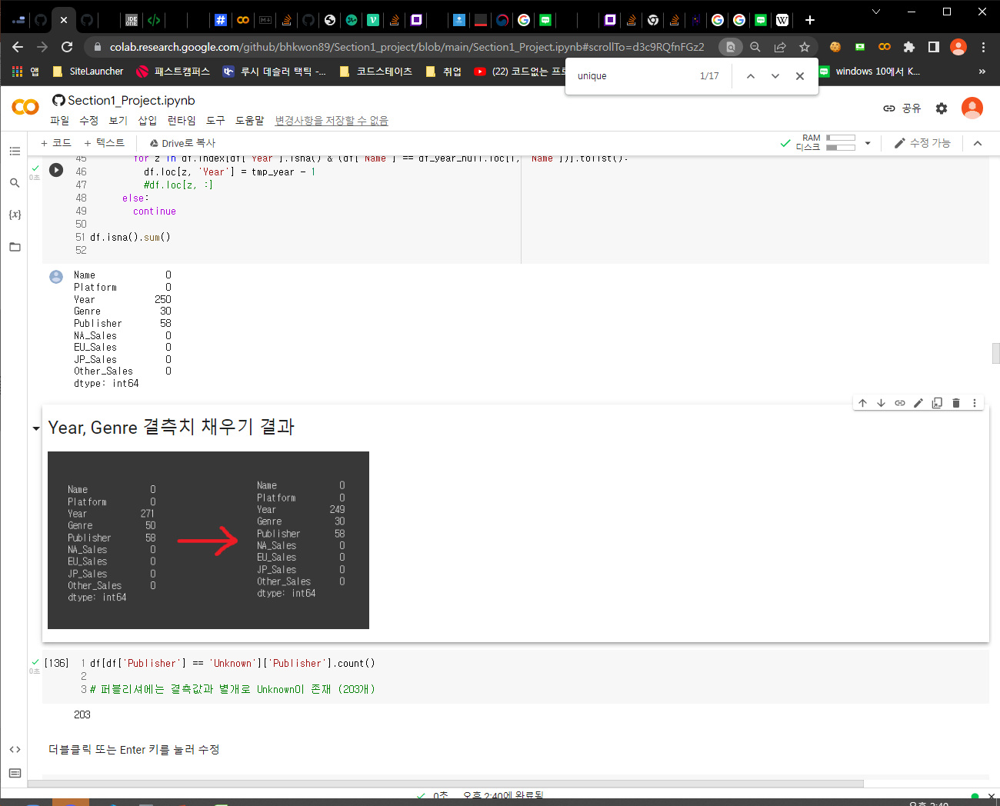 colab.research.google.com/github/bhkwon89/Section1_project/blob/main/Section1_Project.ipynb#scrollTo=d3c9RQfnFGz2
앱 SiteLauncher 패스트캠퍼스 루시 데슬러 택틱 -... 코드스테이츠 취업 (22) 코드없는 프로 windows 10에서 K...
unique 1/17
Section1_Project.ipynb
파일 수정 보기 삽입 런타임 도구 도움말 변경사항을 저장할 수 없음
공유
+ 코드 + 텍스트 Drive로 복사
RAM
디스크
수정 가능
45 for z in df.index[df['Year'].isna() & (df['Name'] == df_year_null.loc[i, 'Name'])].tolist():
46 df.loc[z, 'Year'] = tmp_year - 1
47 #df.loc[z, :]
48 else:
49 continue
50
51 df.isna().sum()
52
0초
Name 0
Platform 0
Year 250
Genre 30
Publisher 58
NA_Sales 0
EU_Sales 0
JP_Sales 0
Other_Sales 0
dtype: int64
Year, Genre 결측치 채우기 결과
Name 0
Platform 0
Year 271
Genre 50
Publisher 58
NA_Sales 0
EU_Sales 0
JP_Sales 0
Other_Sales 0
dtype: int64
Name 0
Platform 0
Year 249
Genre 30
Publisher 58
NA_Sales 0
EU_Sales 0
JP_Sales 0
Other_Sales 0
dtype: int64
[136] 1 df[df['Publisher'] == 'Unknown']['Publisher'].count()
0초
2
3 # 퍼블리셔에는 결측값과 별개로 Unknown이 존재 (203개)
203
더블클릭 또는 Enter 키를 눌러 수정
0초 오후 2:40에 완료됨
오후 2:40